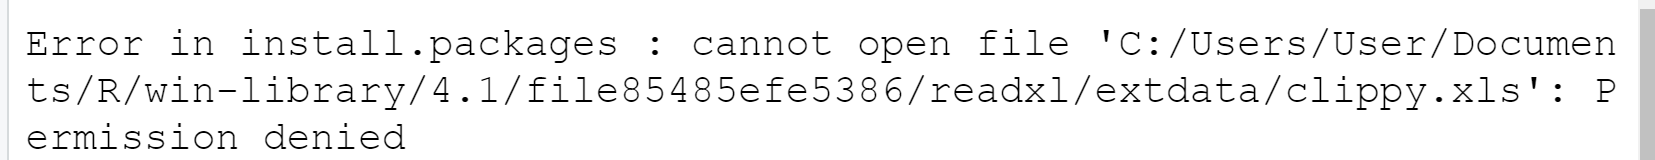 Error in install.packages : cannot open file 'C:/Users/User/Documen
ts/R/win-library/4.1/file85485efe5386/readxl/extdata/clippy.xls': P
ermission denied